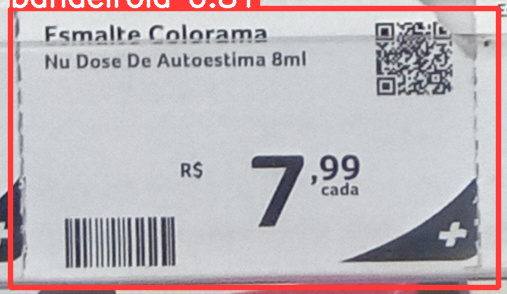 bandeirola 0.81
Esmalte Colorama
Nu Dose De Autoestima 8ml
R$ 7,99
cada